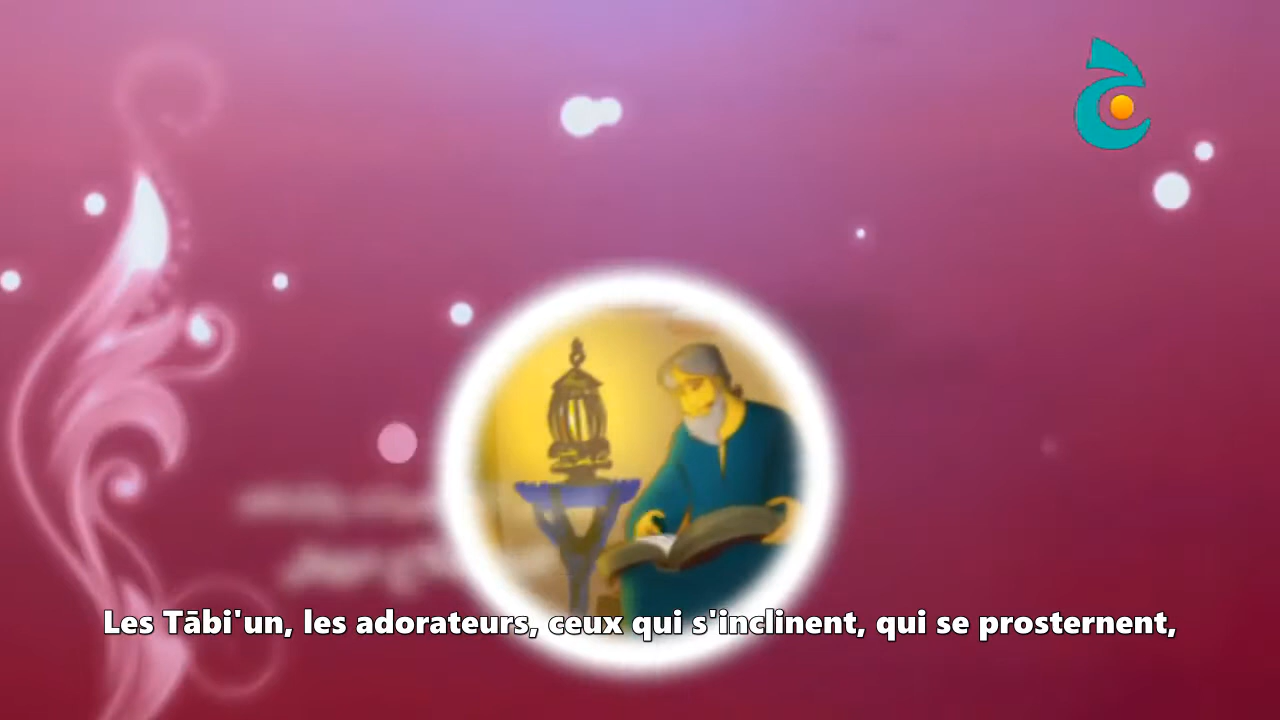 ج
Les Tābi'un, les adorateurs, ceux qui s'inclinent, qui se prosternent,